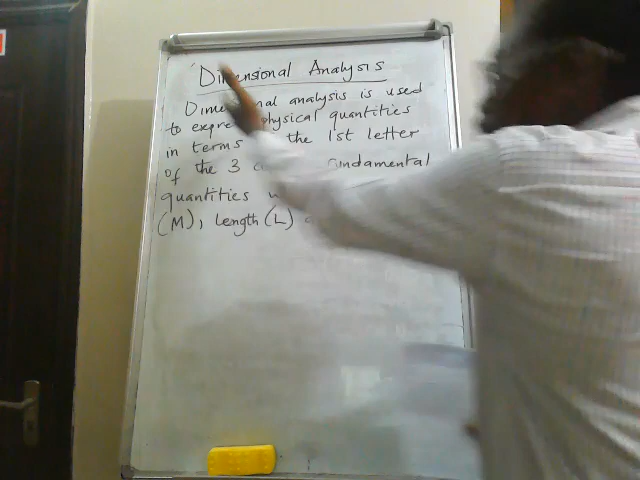 Dimensional Analysis
Dimensional analysis is used
to express physical quantities
in terms the 1st letter
of the 3 fundamental
quantities
(M), length (L)